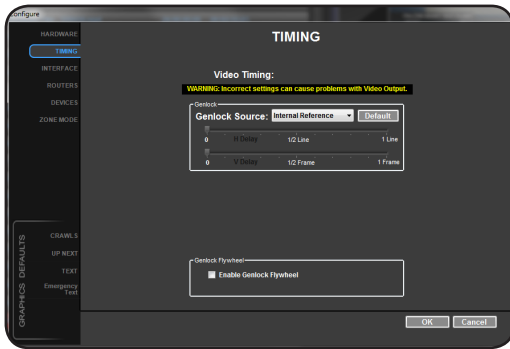 Configure
HARDWARE
TIMING
INTERFACE
ROUTERS
DEVICES
ZONE MODE
GRAPHICS DEFAULTS
CRAWLS
UP NEXT
TEXT
Emergency
Text
TIMING
Video Timing:
WARNING: Incorrect settings can cause problems with Video Output.
Genlock
Genlock Source: Internal Reference Default
0 H Delay 1/2 Line 1 Line
0 V Delay 1/2 Frame 1 Frame
Genlock Flywheel
Enable Genlock Flywheel
OK Cancel